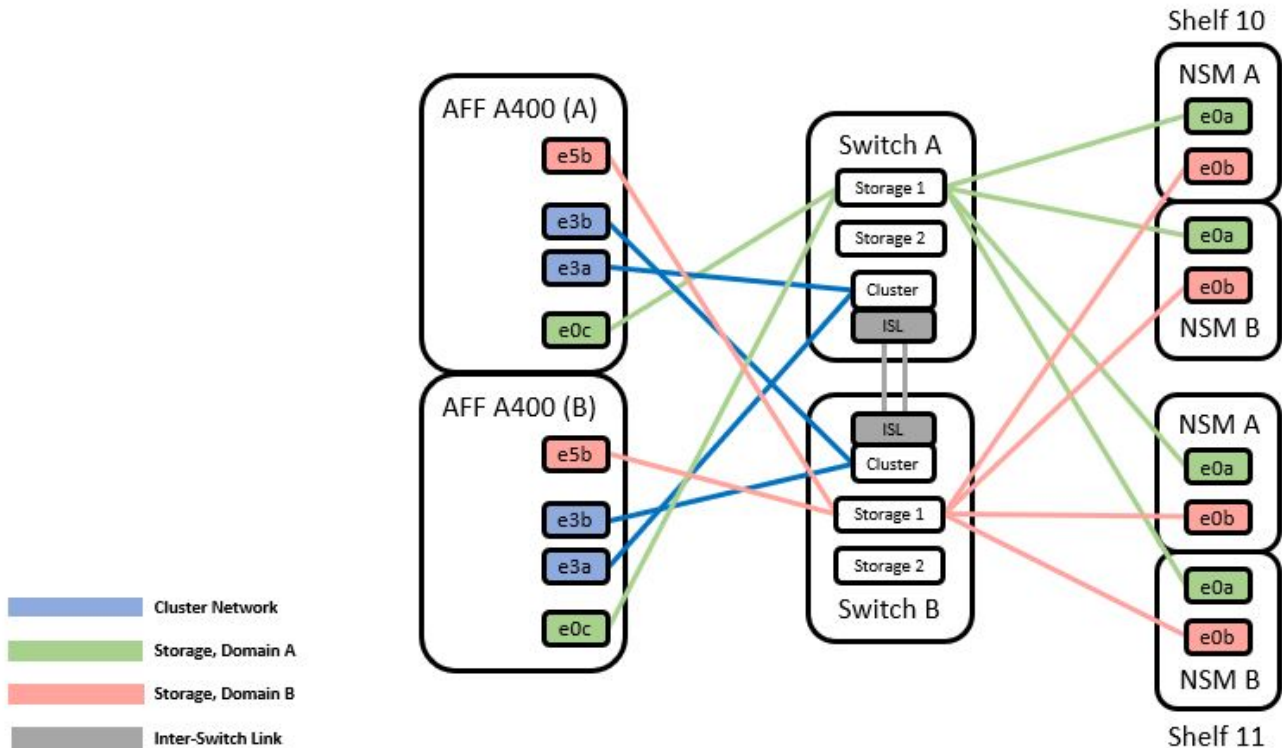 Shelf 10
AFF A400 (A)
e5b
e3b
e3a
e0c
AFF A400 (B)
e5b
e3b
e3a
e0c
Switch A
Storage 1
Storage 2
Cluster
ISL
ISL
Cluster
Storage 1
Storage 2
Switch B
NSM A
e0a
e0b
e0a
e0b
NSM B
NSM A
e0a
e0b
e0a
e0b
NSM B
Shelf 11
Cluster Network
Storage, Domain A
Storage, Domain B
Inter-Switch Link